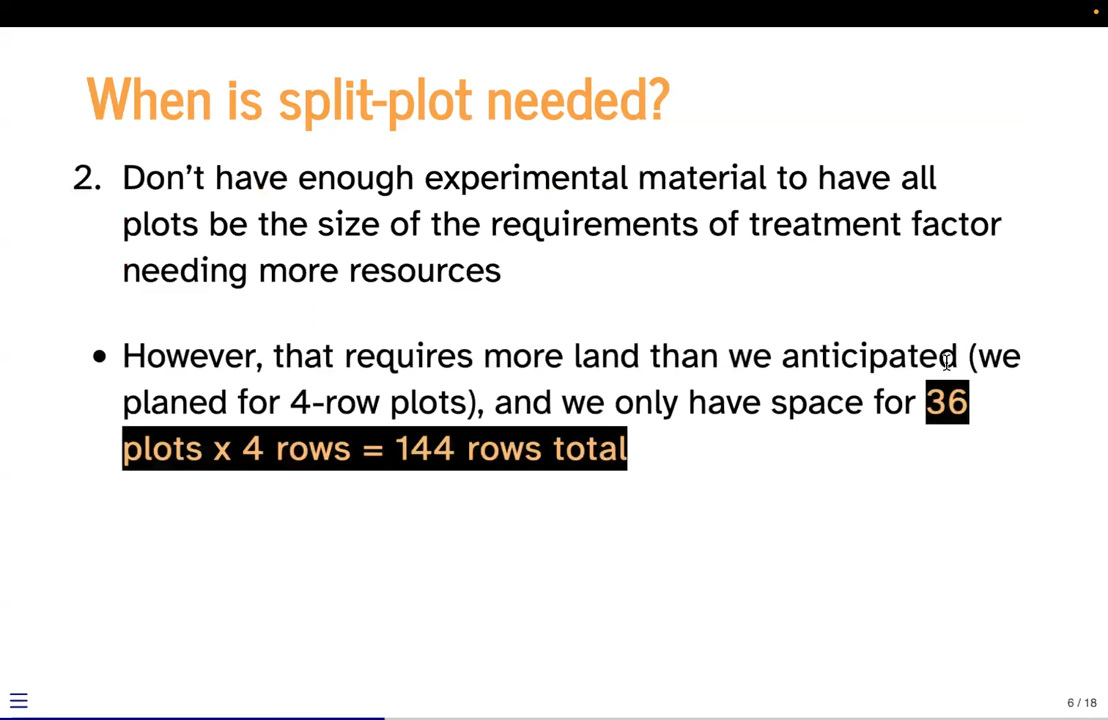 When is split-plot needed?
2. Don't have enough experimental material to have all
plots be the size of the requirements of treatment factor
needing more resources
• However, that requires more land than we anticipated (we
planed for 4-row plots), and we only have space for 36
plots x 4 rows = 144 rows total
6 / 18